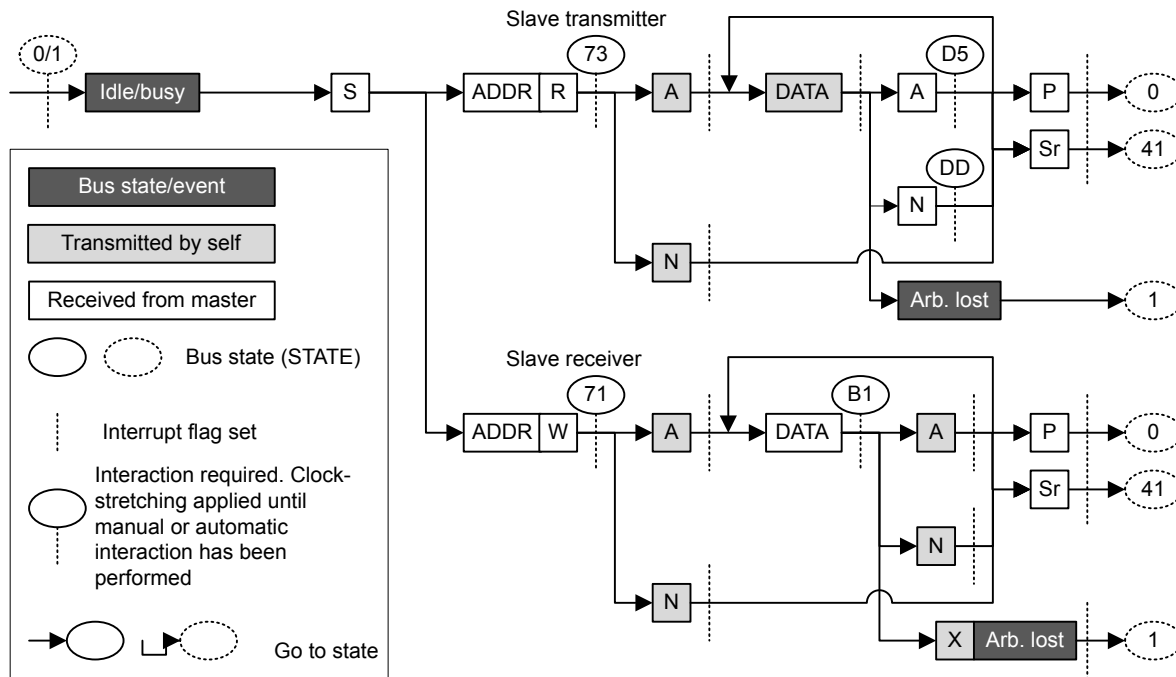 Slave transmitter
0/1
73
D5
Idle/busy
S
ADDR R
A
DATA
A
P
0
Sr
41
DD
N
N
Arb. lost
1
Bus state/event
Transmitted by self
Received from master
Bus state (STATE)
Interrupt flag set
Interaction required. Clock-
stretching applied until
manual or automatic
interaction has been
performed
Go to state
Slave receiver
71
B1
ADDR W
A
DATA
A
P
0
Sr
41
N
N
X Arb. lost
1